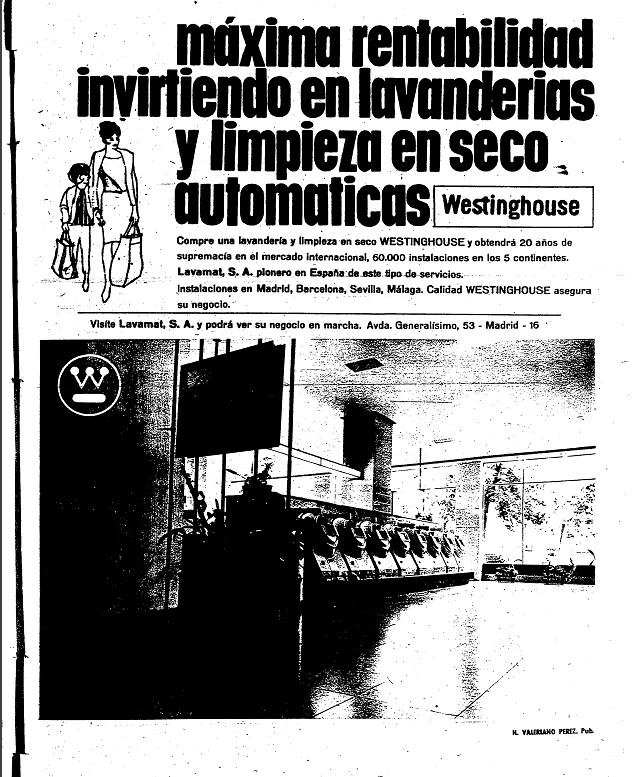 máxima rentabilidad
invirtiendo en lavanderias
y limpieza en seco
automaticas Westinghouse
Compre una lavandería y limpieza en seco WESTINGHOUSE y obtendrá 20 años de
supremacía en el mercado internacional, 60.000 instalaciones en los 5 continentes.
Lavamat, S. A. pionero en España de este tipo de servicios.
Instalaciones en Madrid, Barcelona, Sevilla, Málaga. Calidad WESTINGHOUSE asegura
su negocio.
Visite Lavamat, S. A. y podrá ver su negocio en marcha. Avda. Generalísimo, 53 - Madrid - 16
W
H. VALERIANO PEREZ. Pub.